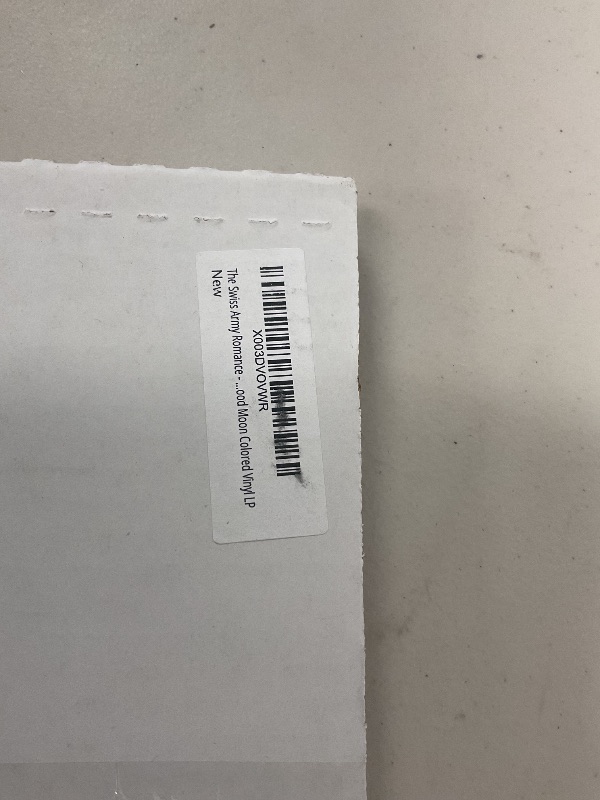 X003DVOVWR
The Swiss Army Romance - ...ood Moon Colored Vinyl LP
New